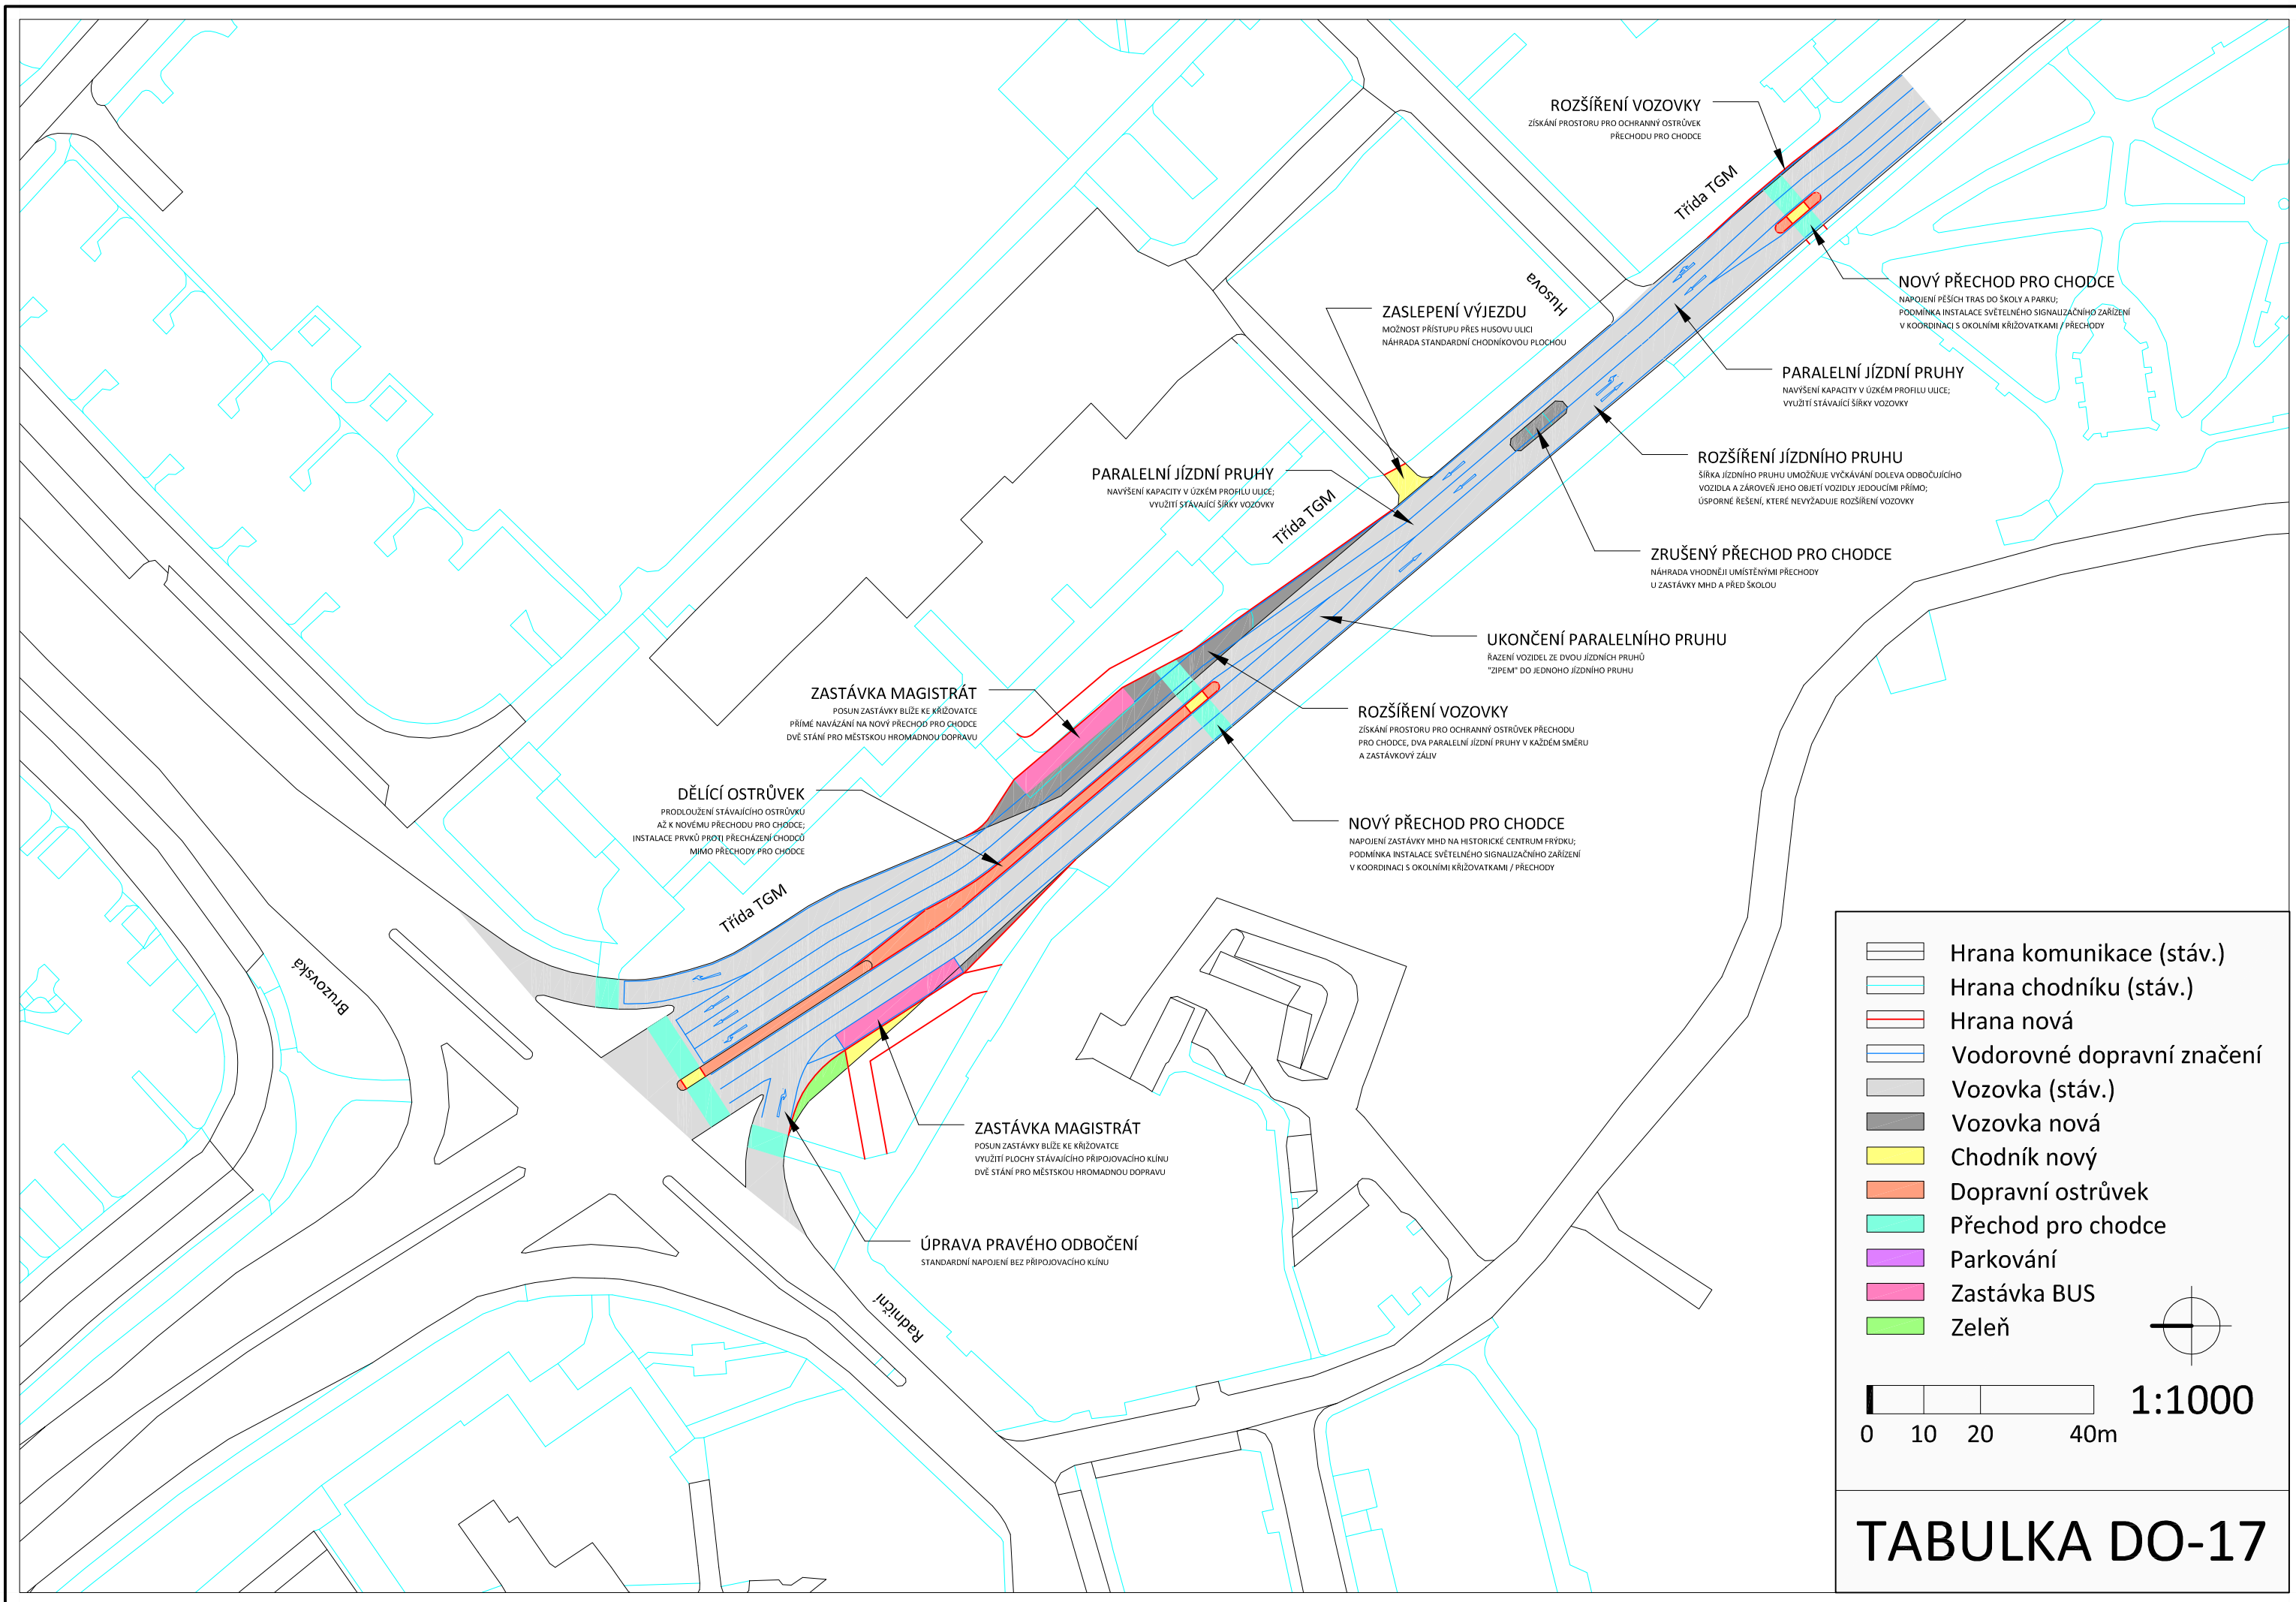 ROZŠÍŘENÍ VOZOVKY
ZÍSKÁNÍ PROSTORU PRO OCHRANNÝ OSTRŮVEK
PŘECHODU PRO CHODCE
Třída TGM
NOVÝ PŘECHOD PRO CHODCE
NAPOJENÍ PĚŠÍCH TRAS DO ŠKOLY A PARKU;
PODMÍNKA INSTALACE SVĚTELNÉHO SIGNALIZAČNÍHO ZAŘÍZENÍ
V KOORDINACI S OKOLNÍMI KŘIŽOVATKAMI / PŘECHODY
Husova
ZASLEPENÍ VÝJEZDU
MOŽNOST PŘÍSTUPU PŘES HUSOVU ULICI
NÁHRADA STANDARDNÍ CHODNÍKOVOU PLOCHOU
PARALELNÍ JÍZDNÍ PRUHY
NAVÝŠENÍ KAPACITY V ÚZKÉM PROFILU ULICE;
VYUŽITÍ STÁVAJÍCÍ ŠÍŘKY VOZOVKY
ROZŠÍŘENÍ JÍZDNÍHO PRUHU
ŠÍŘKA JÍZDNÍHO PRUHU UMOŽŇUJE VYČKÁVÁNÍ DOLEVA ODBOČUJÍCÍHO
VOZIDLA A ZÁROVEŇ JEHO OBJETÍ VOZIDLY JEDOUCÍMI PŘÍMO;
ÚSPORNÉ ŘEŠENÍ, KTERÉ NEVYŽADUJE ROZŠÍŘENÍ VOZOVKY
PARALELNÍ JÍZDNÍ PRUHY
NAVÝŠENÍ KAPACITY V ÚZKÉM PROFILU ULICE;
VYUŽITÍ STÁVAJÍCÍ ŠÍŘKY VOZOVKY
Třída TGM
ZRUŠENÝ PŘECHOD PRO CHODCE
NÁHRADA VHODNĚJI UMÍSTĚNÝMI PŘECHODY
U ZASTÁVKY MHD A PŘED ŠKOLOU
UKONČENÍ PARALELNÍHO PRUHU
ŘAZENÍ VOZIDEL ZE DVOU JÍZDNÍCH PRUHŮ
"ZIPEM" DO JEDNOHO JÍZDNÍHO PRUHU
ZASTÁVKA MAGISTRÁT
POSUN ZASTÁVKY BLÍŽE KE KŘIŽOVATCE
PŘÍMÉ NAVÁZÁNÍ NA NOVÝ PŘECHOD PRO CHODCE
DVĚ STÁNÍ PRO MĚSTSKOU HROMADNOU DOPRAVU
ROZŠÍŘENÍ VOZOVKY
ZÍSKÁNÍ PROSTORU PRO OCHRANNÝ OSTRŮVEK PŘECHODU
PRO CHODCE, DVA PARALELNÍ JÍZDNÍ PRUHY V KAŽDÉM SMĚRU
A ZASTÁVKOVÝ ZÁLIV
DĚLÍCÍ OSTRŮVEK
PRODLOUŽENÍ STÁVAJÍCÍHO OSTRŮVKU
AŽ K NOVÉMU PŘECHODU PRO CHODCE;
INSTALACE PRVKŮ PROTI PŘECHÁZENÍ CHODCŮ
MIMO PŘECHODY PRO CHODCE
NOVÝ PŘECHOD PRO CHODCE
NAPOJENÍ ZASTÁVKY MHD NA HISTORICKÉ CENTRUM FRÝDKU;
PODMÍNKA INSTALACE SVĚTELNÉHO SIGNALIZAČNÍHO ZAŘÍZENÍ
V KOORDINACI S OKOLNÍMI KŘIŽOVATKAMI / PŘECHODY
Třída TGM
Bruzovská
ZASTÁVKA MAGISTRÁT
POSUN ZASTÁVKY BLÍŽE KE KŘIŽOVATCE
VYUŽITÍ PLOCHY STÁVAJÍCÍHO PŘIPOJOVACÍHO KLÍNU
DVĚ STÁNÍ PRO MĚSTSKOU HROMADNOU DOPRAVU
ÚPRAVA PRAVÉHO ODBOČENÍ
STANDARDNÍ NAPOJENÍ BEZ PŘIPOJOVACÍHO KLÍNU
Radniční
Hrana komunikace (stáv.)
Hrana chodníku (stáv.)
Hrana nová
Vodorovné dopravní značení
Vozovka (stáv.)
Vozovka nová
Chodník nový
Dopravní ostrůvek
Přechod pro chodce
Parkování
Zastávka BUS
Zeleň
1:1000
0 10 20 40m
TABULKA DO-17